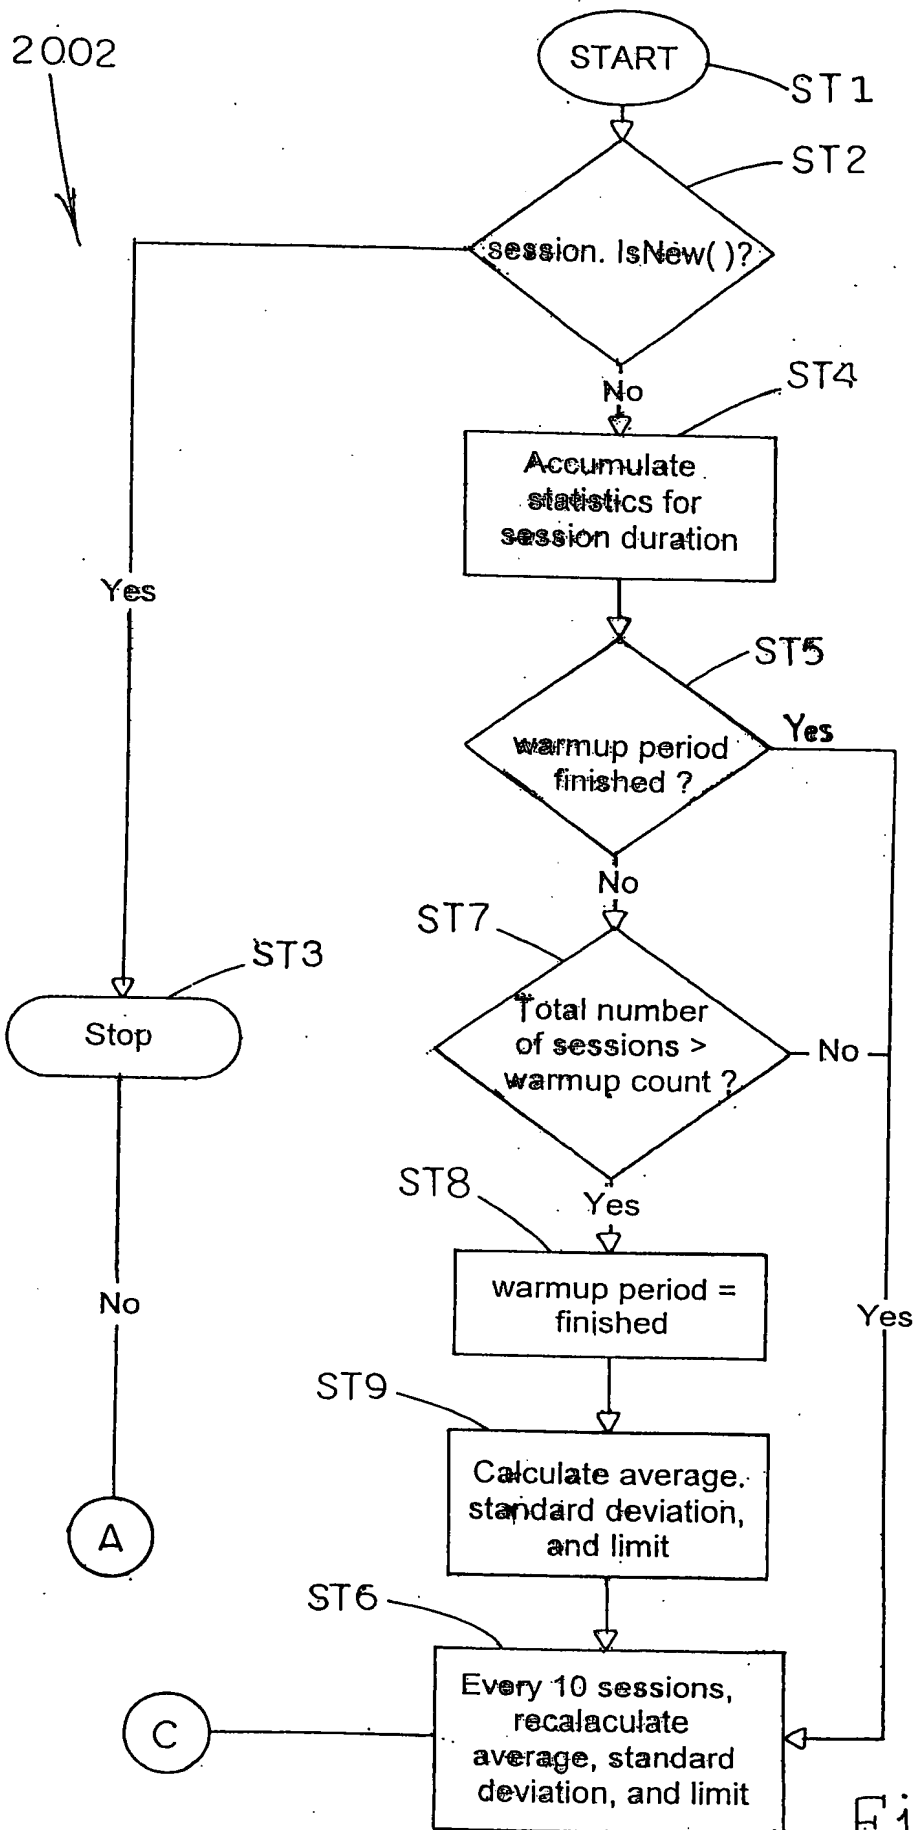 2002
START
ST1
ST2
session. IsNew( )?
No
ST4
Accumulate
statistics for
session duration
Yes
ST5
Yes
warmup period
finished ?
No
ST7
ST3
Stop
Total number
of sessions >
warmup count ?
No
ST8
Yes
warmup period =
finished
No
Yes
ST9
Calculate average.
standard deviation,
and limit
A
ST6
Every 10 sessions,
recalaculate
average, standard
deviation, and limit
C